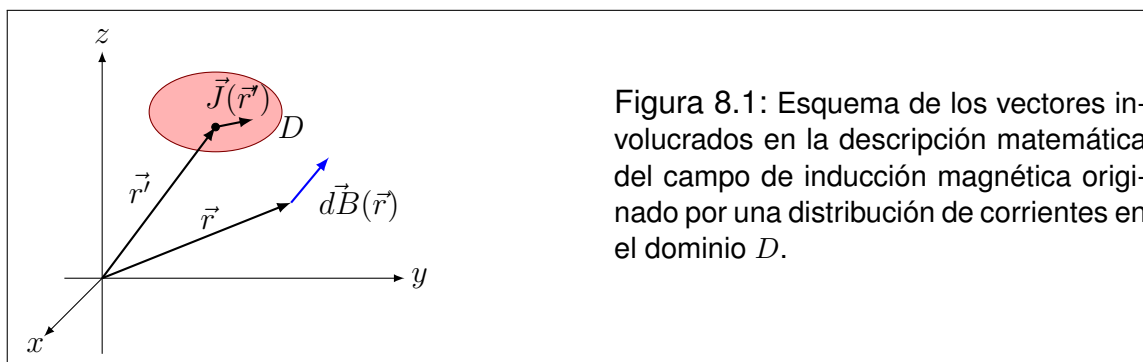 z
J⃗(r⃗′)
D
r⃗′
r⃗
dB⃗(r⃗)
y
x
Figura 8.1: Esquema de los vectores in-
volucrados en la descripción matemática
del campo de inducción magnética origi-
nado por una distribución de corrientes en
el dominio D.